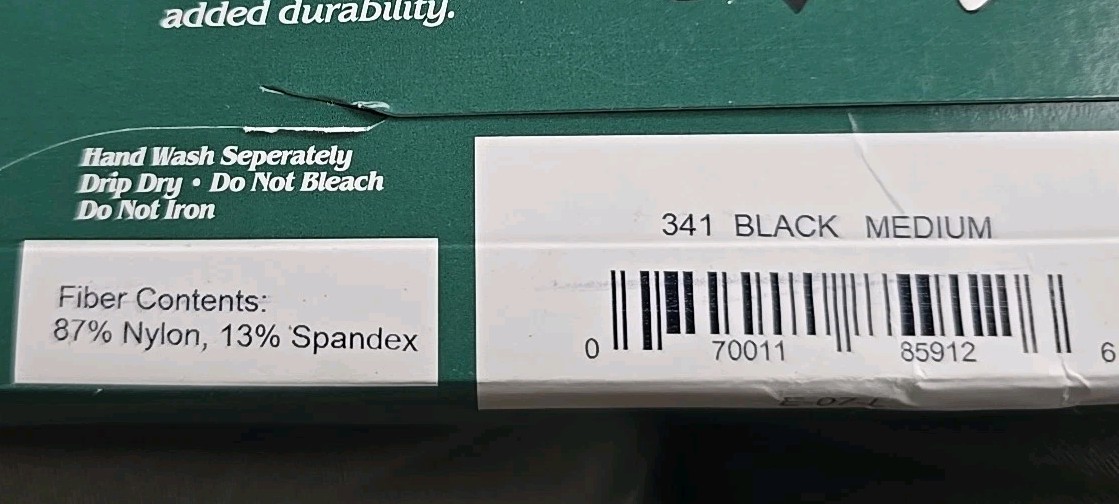 added durability.
Hand Wash Seperately
Drip Dry • Do Not Bleach
Do Not Iron
Fiber Contents:
87% Nylon, 13% Spandex
341 BLACK MEDIUM
0 70011 85912 6